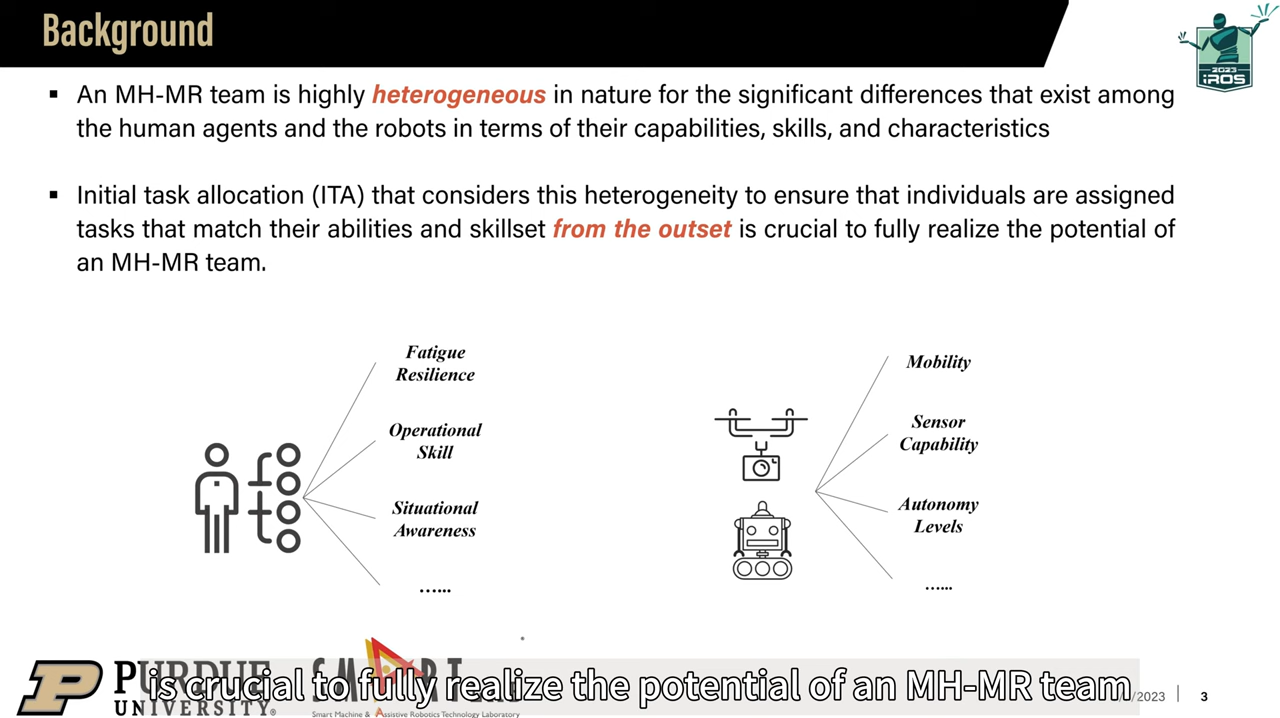 Background
2023
IROS
▪ An MH-MR team is highly heterogeneous in nature for the significant differences that exist among
the human agents and the robots in terms of their capabilities, skills, and characteristics
▪ Initial task allocation (ITA) that considers this heterogeneity to ensure that individuals are assigned
tasks that match their abilities and skillset from the outset is crucial to fully realize the potential of
an MH-MR team.
Fatigue
Resilience
Operational
Skill
Situational
Awareness
…...
Mobility
Sensor
Capability
Autonomy
Levels
…...
PURDUE
UNIVERSITY®
SMART
Smart Machine & Assistive Robotics Technology Laboratory
is crucial to fully realize the potential of an MH-MR team
/2023 | 3